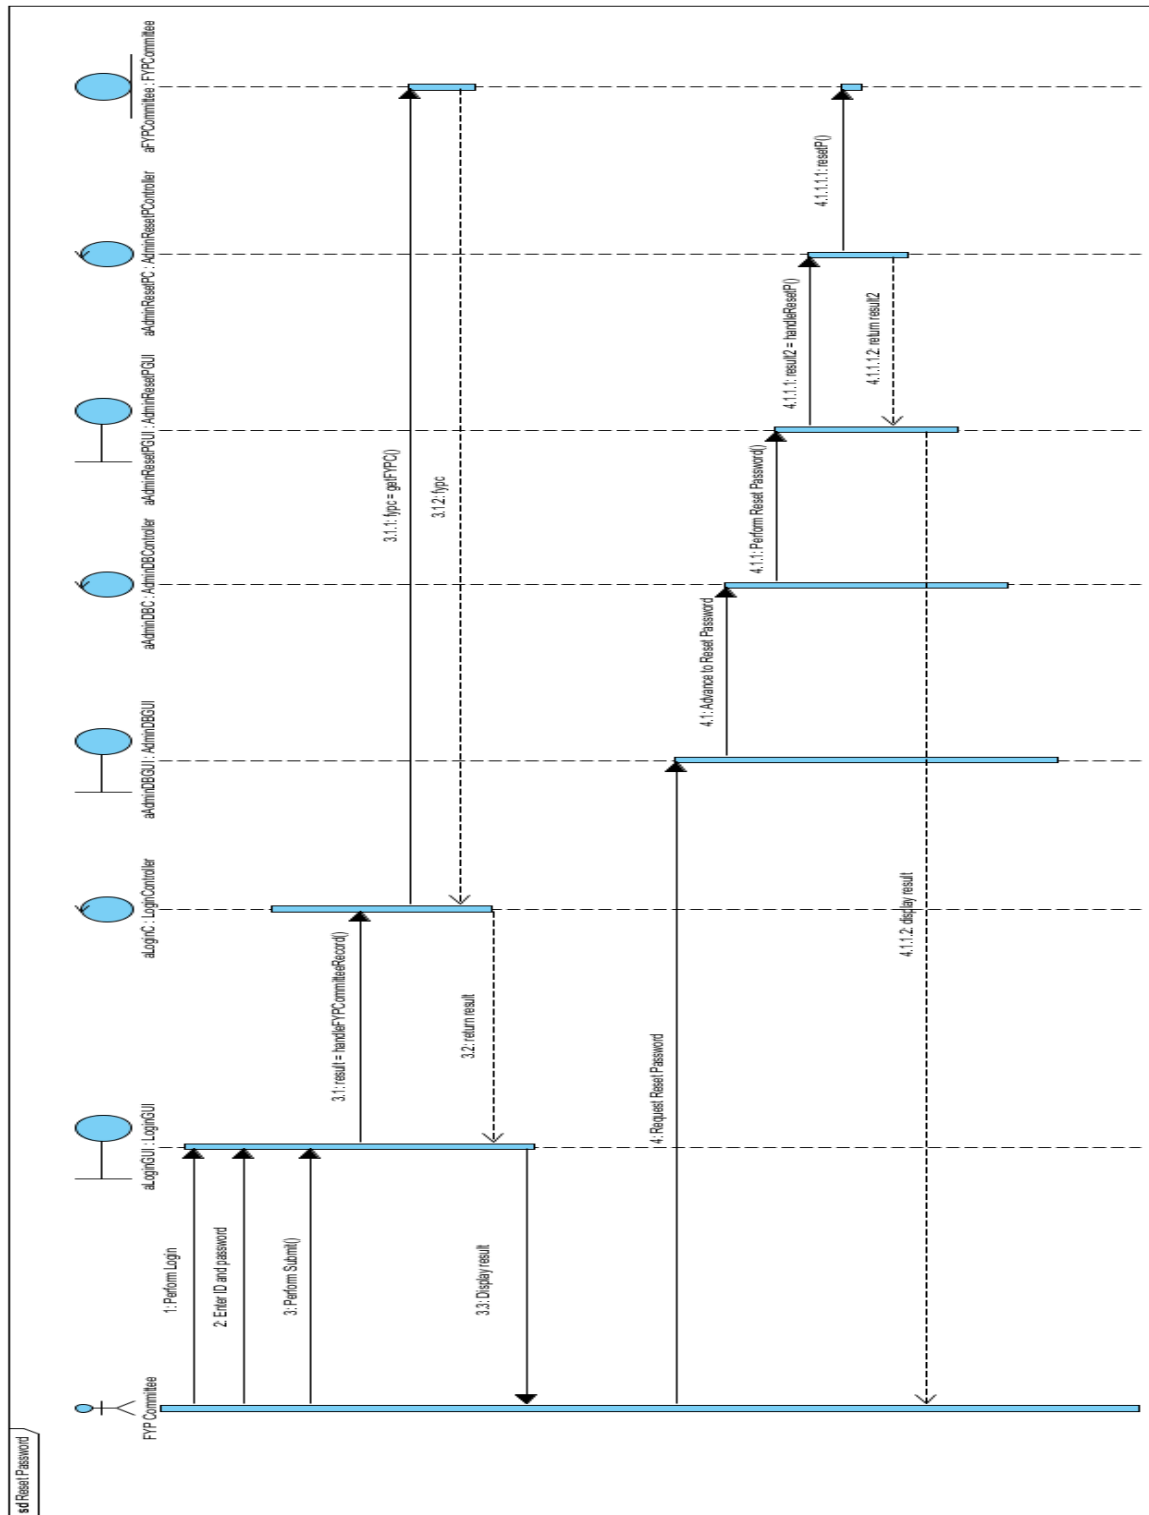 sd Reset Password
FYP Committee
aLoginGUI : LoginGUI
aLoginC : LoginController
aAdminDBGUI : AdminDBGUI
aAdminDBC : AdminDBController
aAdminResetPGUI : AdminResetPGUI
aAdminResetPC : AdminResetPController
aFYPCommittee : FYPCommittee
1: Perform Login
2: Enter ID and password
3: Perform Submit()
3.1: result = handleFYPCommitteeRecord()
3.1.1: fypc = getFYPC()
3.1.2: fypc
3.2: return result
3.3: Display result
4: Request Reset Password
4.1: Advance to Reset Password
4.1.1: Perform Reset Password()
4.1.1.1: result2 = handleResetP()
4.1.1.1.1: resetP()
4.1.1.1.2: return result2
4.1.1.2: display result